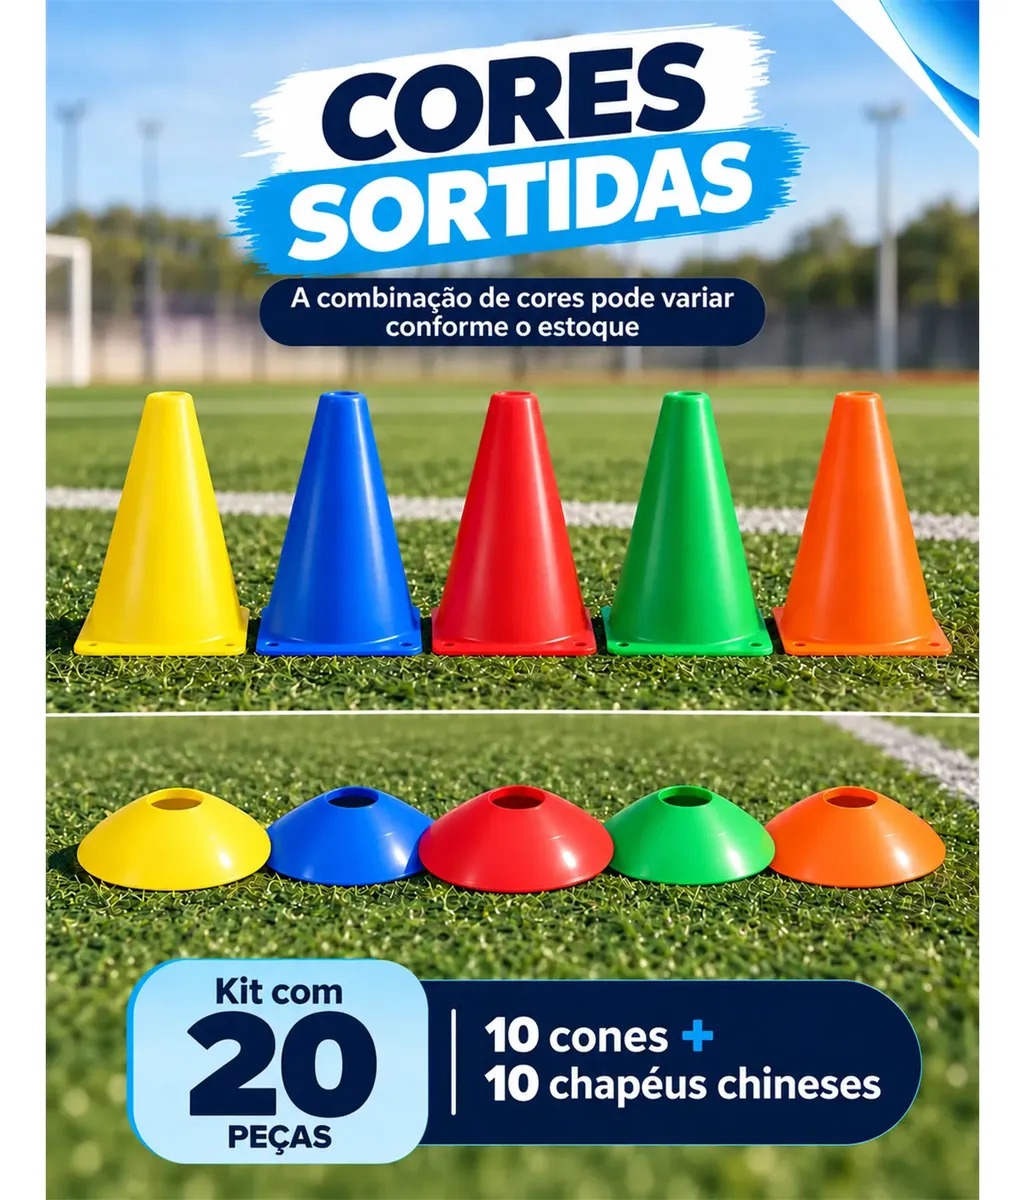 CORES
SORTIDAS
A combinação de cores pode variar
conforme o estoque
Kit com
20
PEÇAS
10 cones +
10 chapéus chineses